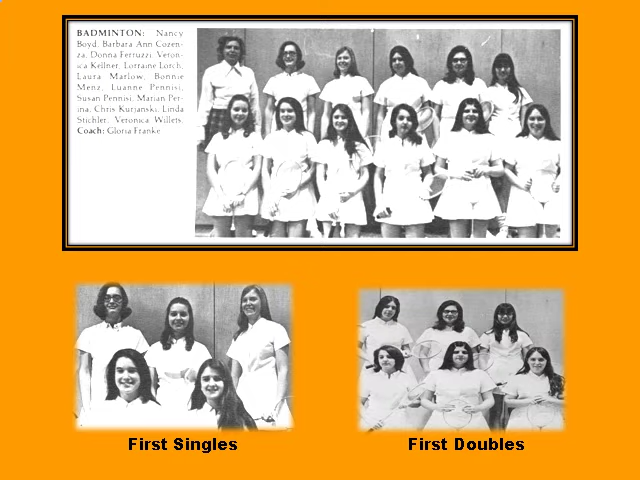 BADMINTON: Nancy
Boyd, Barbara Ann Cozen-
za, Donna Ferruzzi, Veron-
ica Kellner, Lorraine Lorch,
Laura Marlow, Bonnie
Menz, Luanne Pennisi,
Susan Pennisi, Marian Per-
ina, Chris Kurjanski, Linda
Stichler, Veronica Willets,
Coach: Gloria Franke
First Singles
First Doubles